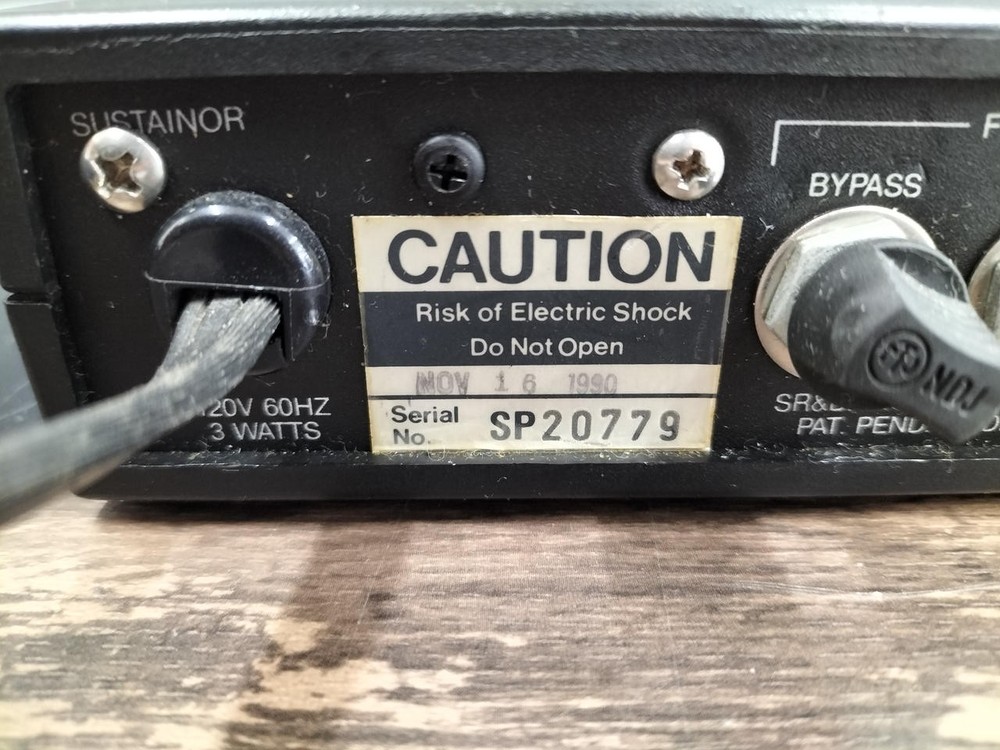 SUSTAINOR
CAUTION
Risk of Electric Shock
Do Not Open
NOV 16 1990
Serial
No. SP20779
120V 60HZ
3 WATTS
BYPASS
PAT. PEND.